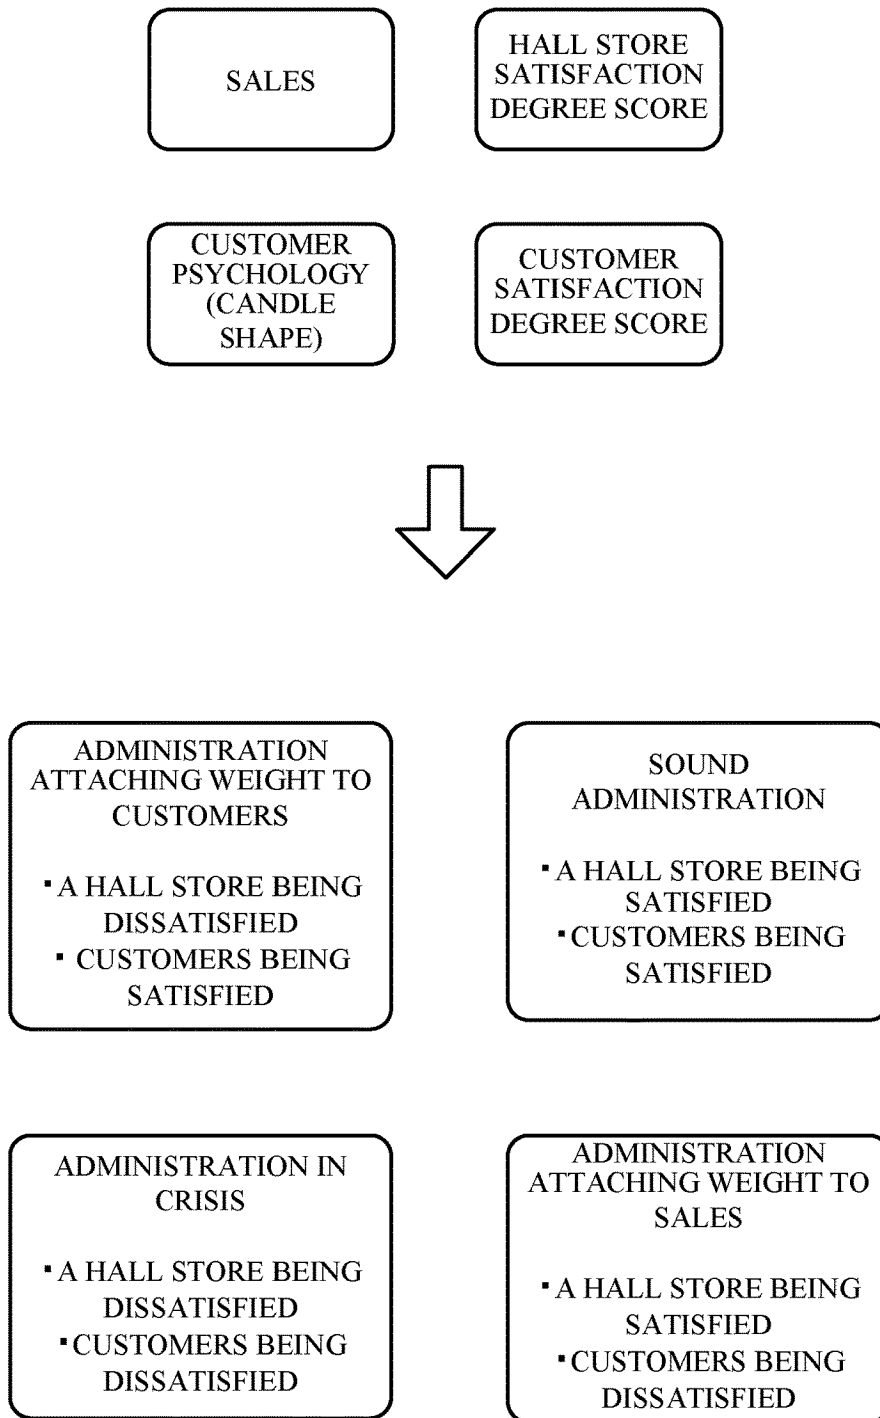 SALES
HALL STORE
SATISFACTION
DEGREE SCORE
CUSTOMER
PSYCHOLOGY
(CANDLE
SHAPE)
CUSTOMER
SATISFACTION
DEGREE SCORE
ADMINISTRATION
ATTACHING WEIGHT TO
CUSTOMERS
▪ A HALL STORE BEING
DISSATISFIED
▪ CUSTOMERS BEING
SATISFIED
SOUND
ADMINISTRATION
▪ A HALL STORE BEING
SATISFIED
▪CUSTOMERS BEING
SATISFIED
ADMINISTRATION IN
CRISIS
▪ A HALL STORE BEING
DISSATISFIED
▪CUSTOMERS BEING
DISSATISFIED
ADMINISTRATION
ATTACHING WEIGHT TO
SALES
▪ A HALL STORE BEING
SATISFIED
▪CUSTOMERS BEING
DISSATISFIED